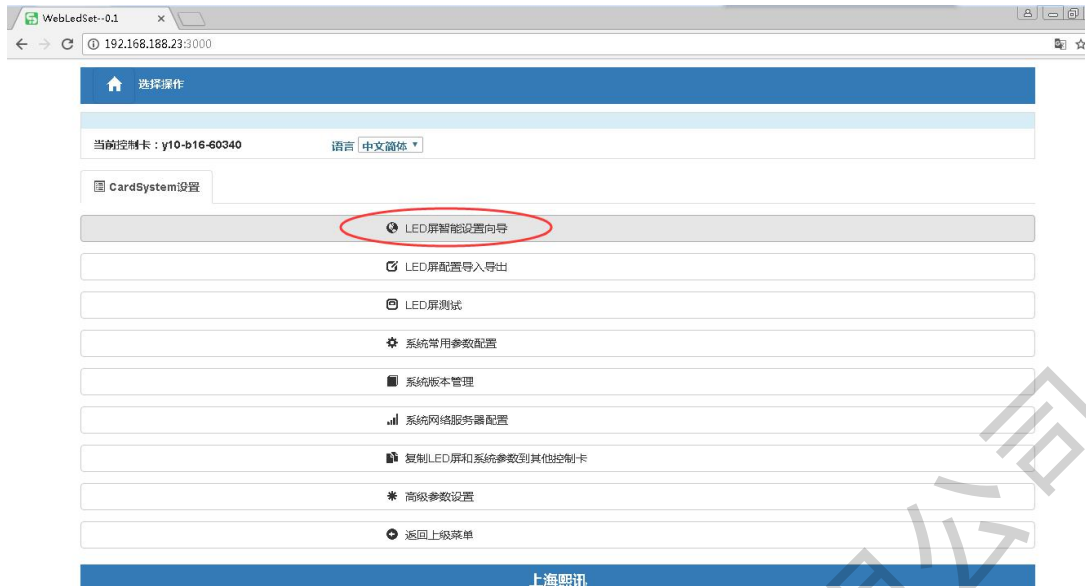 WebLedSet--0.1
192.168.188.23:3000
选择操作
当前控制卡：y10-b16-60340 语言 中文简体
CardSystem设置
LED屏智能设置向导
LED屏配置导入导出
LED屏测试
系统常用参数配置
系统版本管理
系统网络服务器配置
复制LED屏和系统参数到其他控制卡
高级参数设置
返回上级菜单
上海熙讯
公司